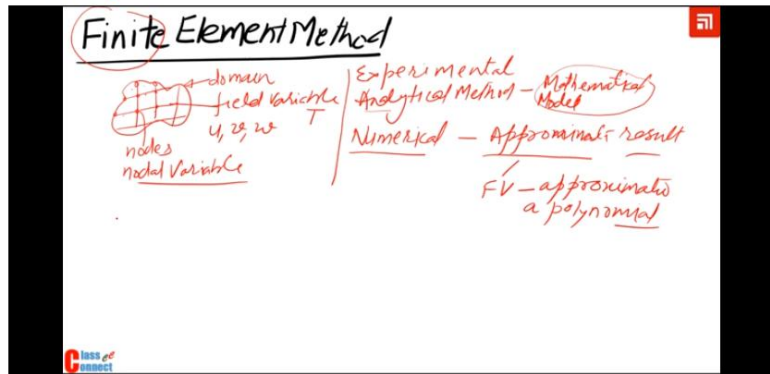 Finite Element Method
domain
field variable
u, v, w T
nodes
nodal Variable
Experimental
Analytical Method – Mathematical
Model
Numerical – Approximate result
FV – approximatio
a polynomial
Class
Connect